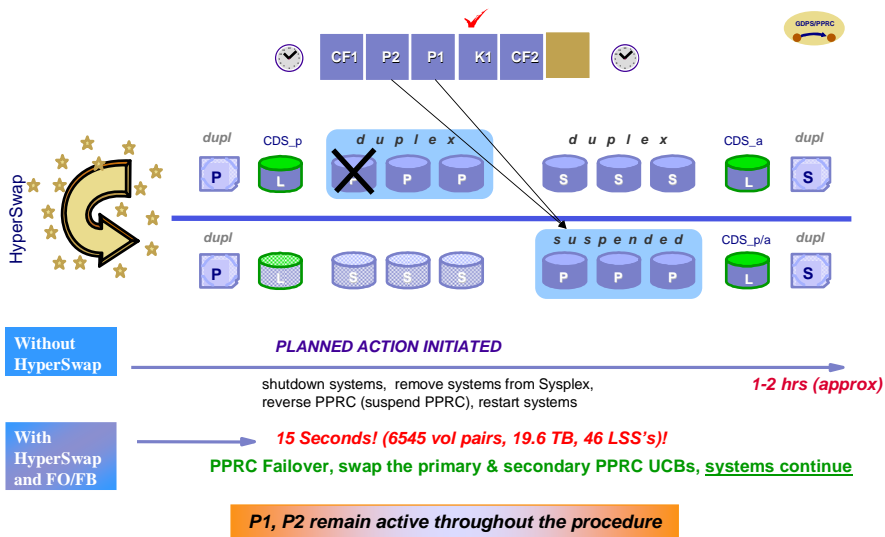 GDPS/PPRC
CF1 P2 P1 K1 CF2
HyperSwap
dupl CDS_p duplex duplex CDS_a dupl
P L P P P S S S L S
dupl suspended CDS_p/a dupl
P L S S S P P P L S
Without
HyperSwap
PLANNED ACTION INITIATED
shutdown systems, remove systems from Sysplex,
reverse PPRC (suspend PPRC), restart systems
1-2 hrs (approx)
With
HyperSwap
and FO/FB
15 Seconds! (6545 vol pairs, 19.6 TB, 46 LSS's)!
PPRC Failover, swap the primary & secondary PPRC UCBs, systems continue
P1, P2 remain active throughout the procedure